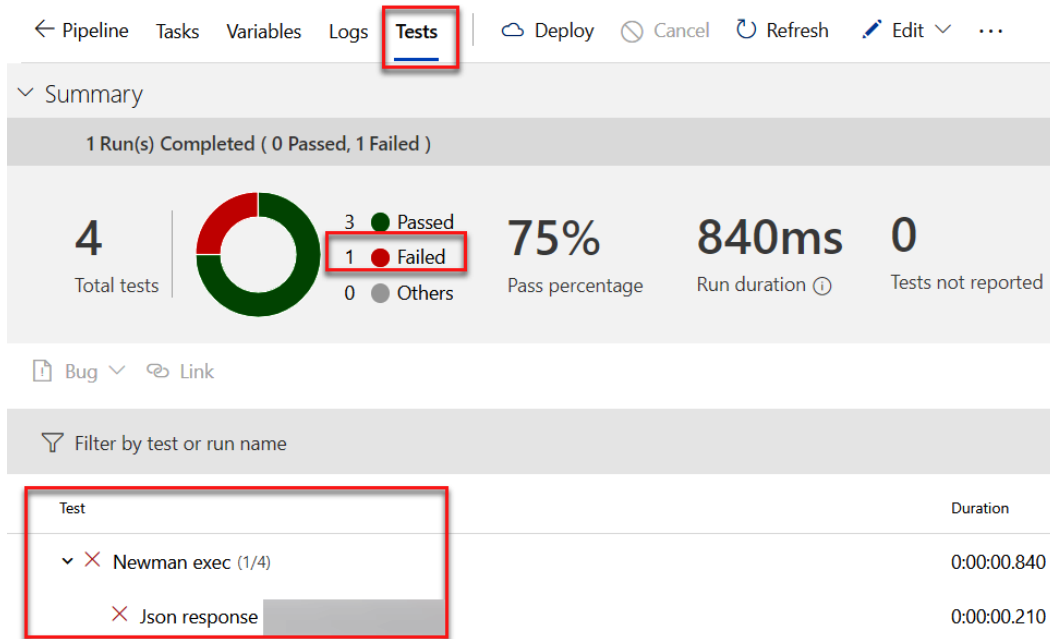 ← Pipeline Tasks Variables Logs Tests Deploy Cancel Refresh Edit ...
Summary
1 Run(s) Completed ( 0 Passed, 1 Failed )
4
Total tests
3 Passed
1 Failed
0 Others
75%
Pass percentage
840ms
Run duration
0
Tests not reported
Bug Link
Filter by test or run name
Test Duration
Newman exec (1/4) 0:00:00.840
Json response 0:00:00.210